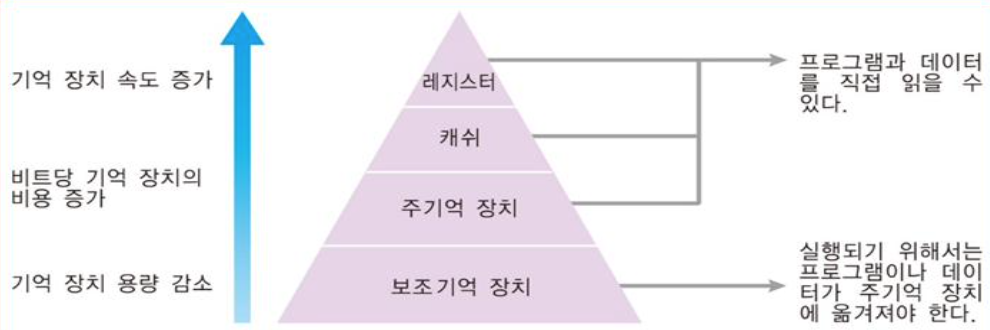 기억 장치 속도 증가
비트당 기억 장치의
비용 증가
기억 장치 용량 감소
레지스터
캐쉬
주기억 장치
보조기억 장치
프로그램과 데이터
를 직접 읽을 수
있다.
실행되기 위해서는
프로그램이나 데이
터가 주기억 장치
에 옮겨져야 한다.